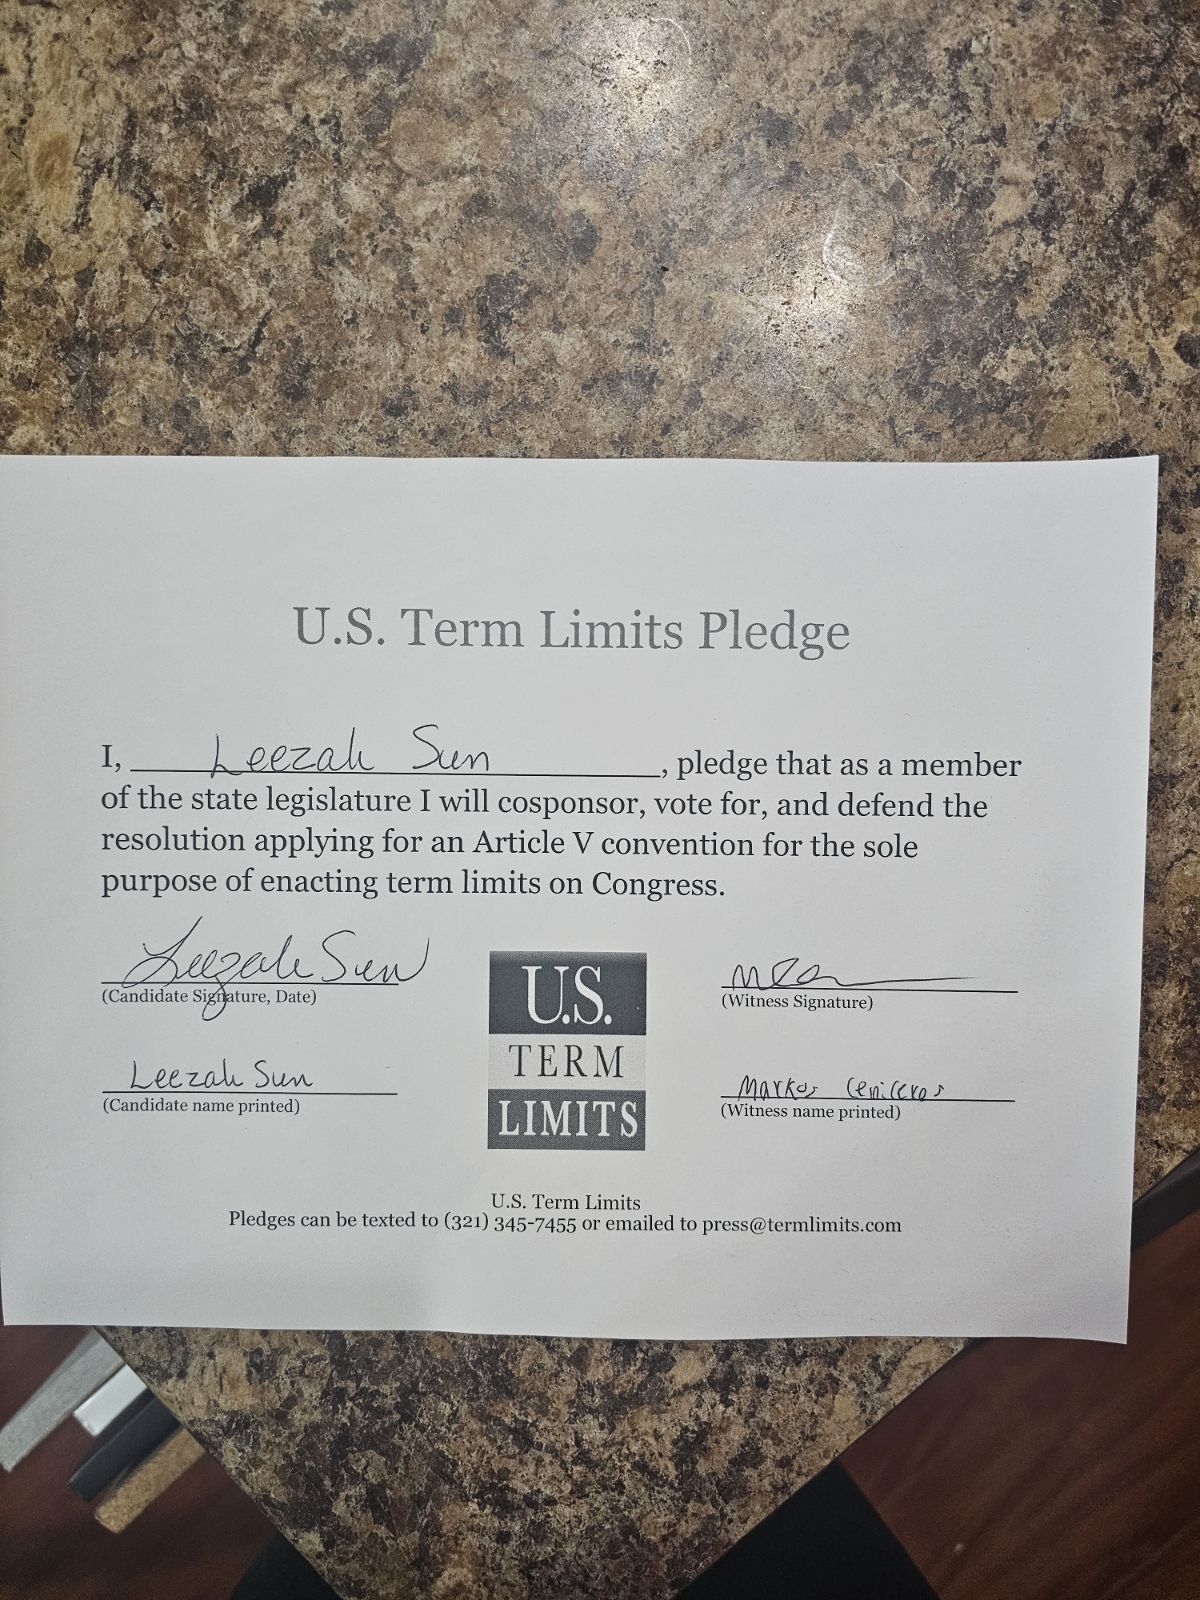 U.S. Term Limits Pledge
I, Leezah Sun, pledge that as a member
of the state legislature I will cosponsor, vote for, and defend the
resolution applying for an Article V convention for the sole
purpose of enacting term limits on Congress.
Leezah Sun
(Candidate Signature, Date)
(Witness Signature)
Leezah Sun
(Candidate name printed)
U.S.
TERM
LIMITS
Markos Ceniceros
(Witness name printed)
U.S. Term Limits
Pledges can be texted to (321) 345-7455 or emailed to press@termlimits.com